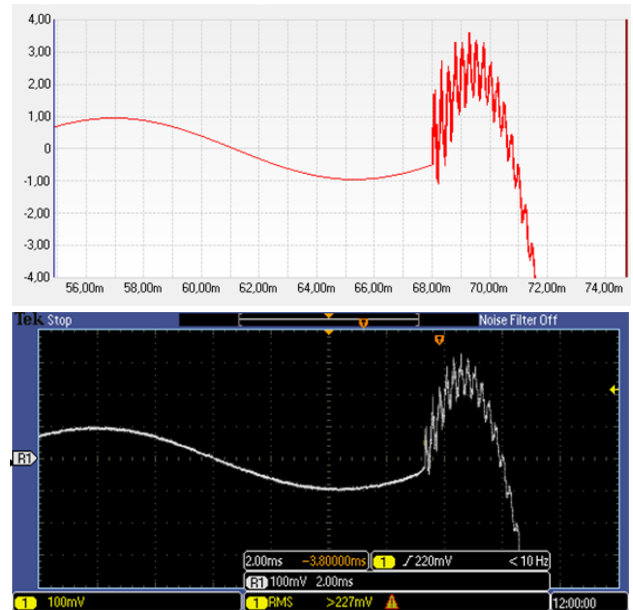 4,00
4,00
3,00
2,00
1,00
0
-1,00
-2,00
-3,00
-4,00
56,00m 58,00m 60,00m 62,00m 64,00m 66,00m 68,00m 70,00m 72,00m 74,00m
Tek Stop Noise Filter Off
T
T
R1
2.00ms -3.80000ms 1 220mV < 10 Hz
R1 100mV 2.00ms
1 100mV 1 RMS >227mV 12:00:00